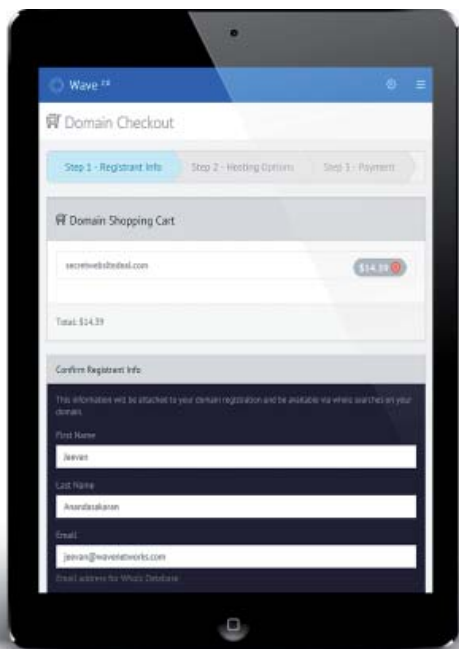 Wave
Domain Checkout
Step 1 - Registrant Info
Step 2 - Hosting Options
Step 3 - Payment
Domain Shopping Cart
secretwebsitedeal.com
$14.39
Total: $14.39
Confirm Registrant Info
This information will be attached to your domain registration and be available via whois searches on your
domain.
First Name
Jeevan
Last Name
Anandasakaran
Email
jeevan@wavenetworks.com
Email address for Whois Database